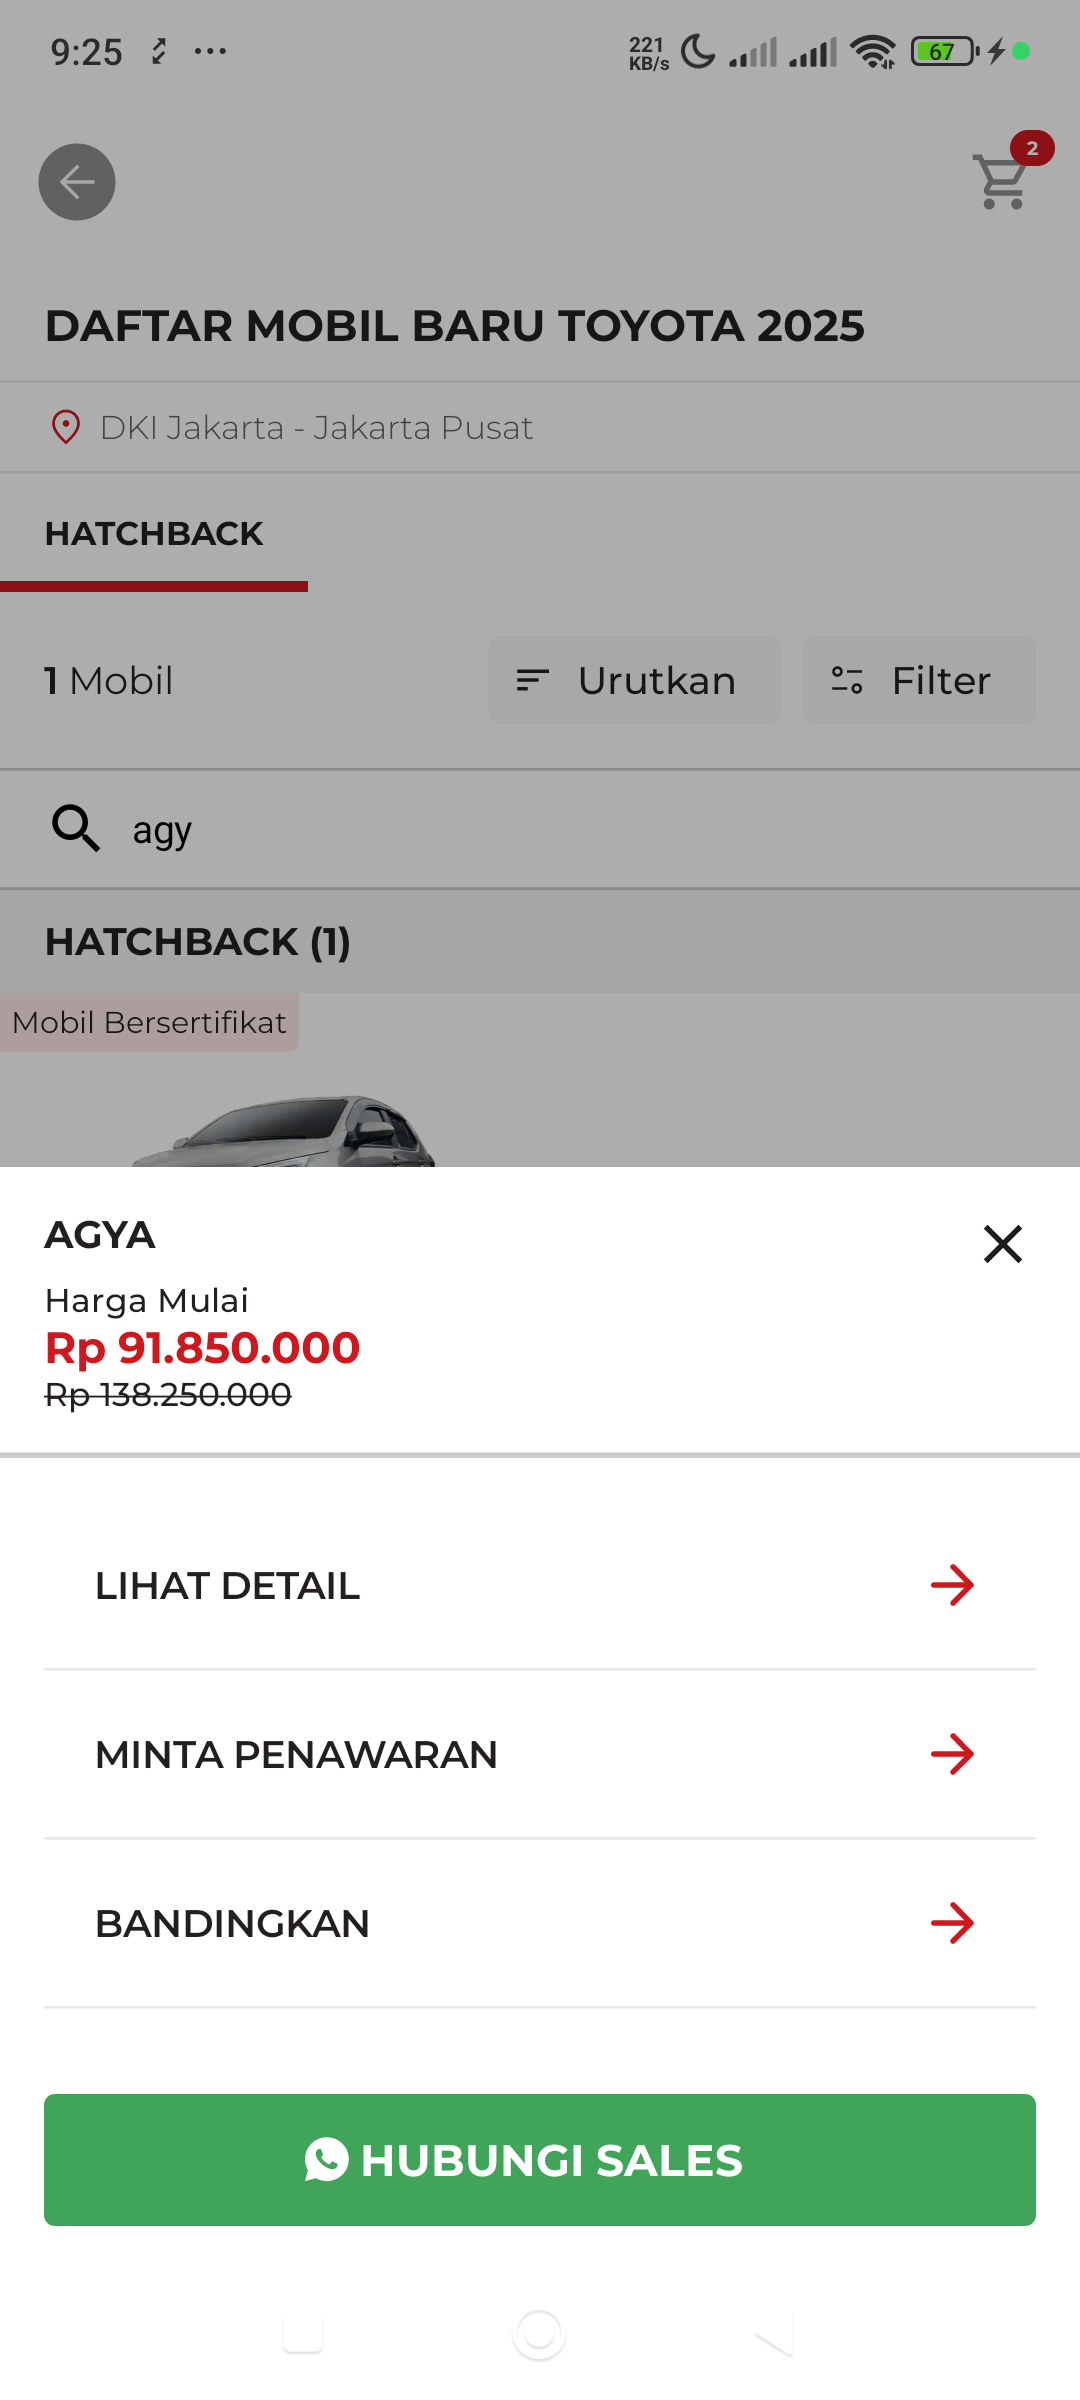 9:25
221
KB/s
67
2
DAFTAR MOBIL BARU TOYOTA 2025
DKI Jakarta - Jakarta Pusat
HATCHBACK
1 Mobil
Urutkan
Filter
agy
HATCHBACK (1)
Mobil Bersertifikat
AGYA
Harga Mulai
Rp 91.850.000
Rp 138.250.000
LIHAT DETAIL
MINTA PENAWARAN
BANDINGKAN
HUBUNGI SALES